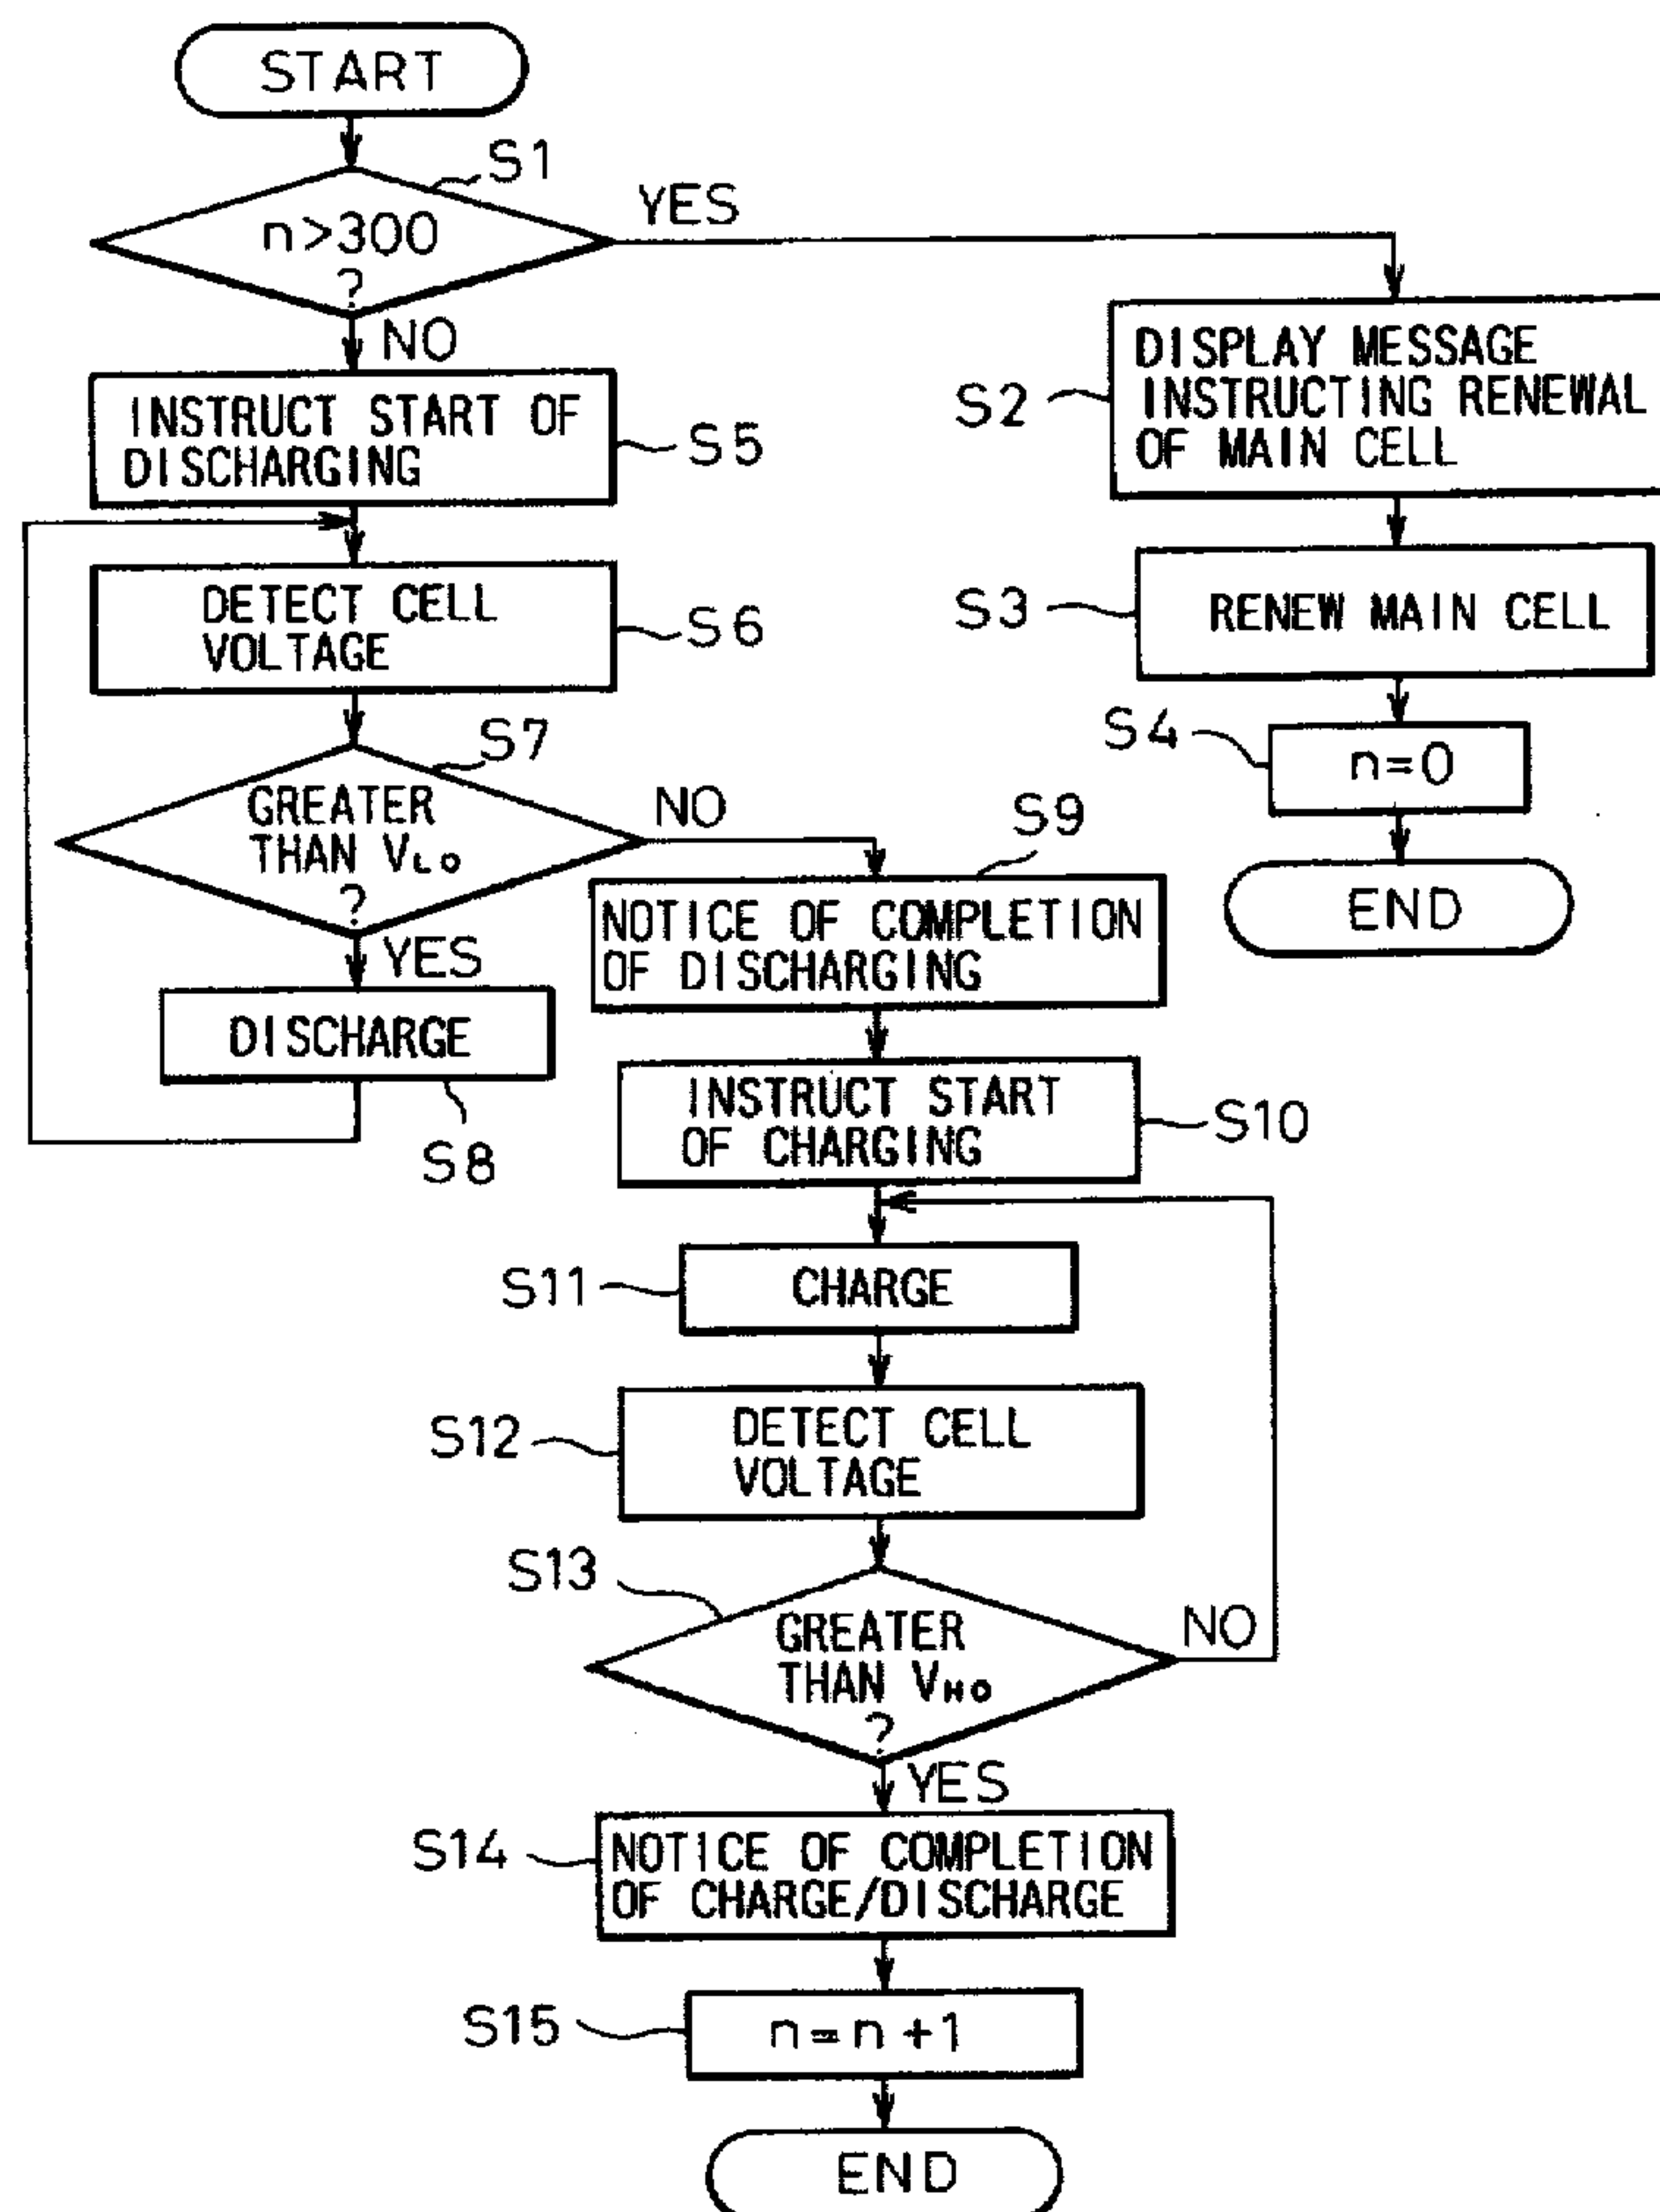 START
S1
n>300
?
YES
NO
INSTRUCT START OF
DISCHARGING
S5
S2
DISPLAY MESSAGE
INSTRUCTING RENEWAL
OF MAIN CELL
DETECT CELL
VOLTAGE
S6
S3
RENEW MAIN CELL
S4
n=0
END
S7
GREATER
THAN VLO
?
NO
YES
S9
NOTICE OF COMPLETION
OF DISCHARGING
DISCHARGE
S8
INSTRUCT START
OF CHARGING
S10
S11
CHARGE
S12
DETECT CELL
VOLTAGE
S13
GREATER
THAN VHO
?
NO
YES
S14
NOTICE OF COMPLETION
OF CHARGE/DISCHARGE
S15
n=n+1
END